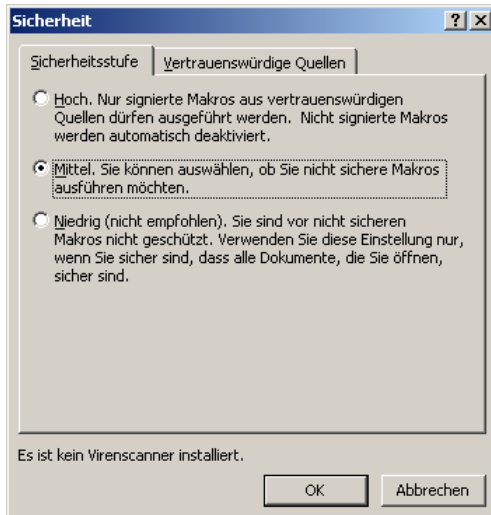 Sicherheit
Sicherheitsstufe
Vertrauenswürdige Quellen
Hoch. Nur signierte Makros aus vertrauenswürdigen
Quellen dürfen ausgeführt werden.  Nicht signierte Makros
werden automatisch deaktiviert.
Mittel. Sie können auswählen, ob Sie nicht sichere Makros
ausführen möchten.
Niedrig (nicht empfohlen). Sie sind vor nicht sicheren
Makros nicht geschützt. Verwenden Sie diese Einstellung nur,
wenn Sie sicher sind, dass alle Dokumente, die Sie öffnen,
sicher sind.
Es ist kein Virenscanner installiert.
OK
Abbrechen